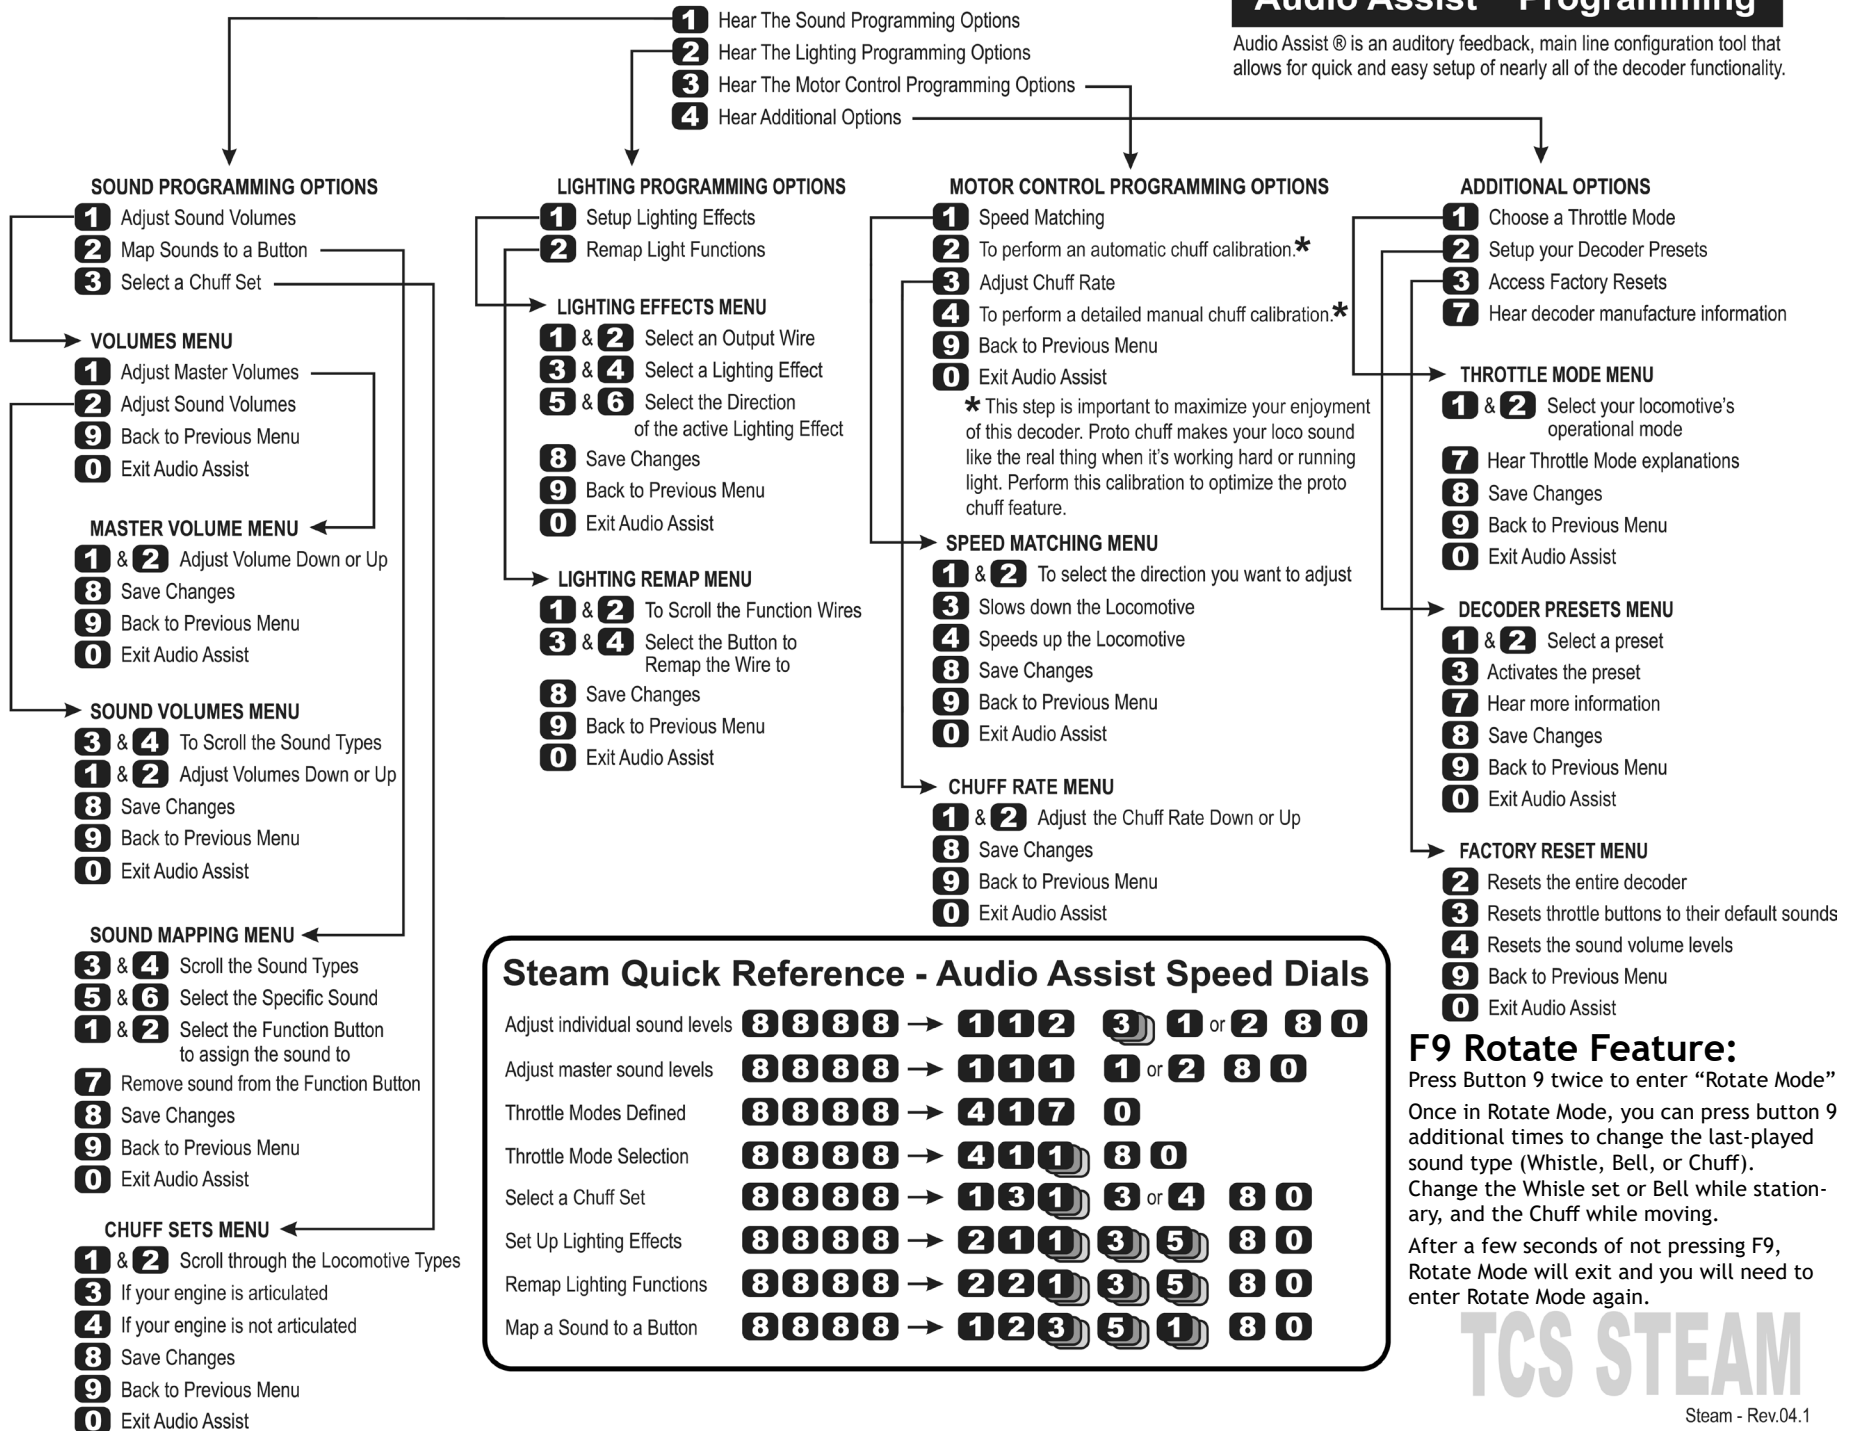 Audio Assist Programming
Audio Assist ® is an auditory feedback, main line configuration tool that
allows for quick and easy setup of nearly all of the decoder functionality.
1 Hear The Sound Programming Options
2 Hear The Lighting Programming Options
3 Hear The Motor Control Programming Options
4 Hear Additional Options
SOUND PROGRAMMING OPTIONS
1 Adjust Sound Volumes
2 Map Sounds to a Button
3 Select a Chuff Set
VOLUMES MENU
1 Adjust Master Volumes
2 Adjust Sound Volumes
9 Back to Previous Menu
0 Exit Audio Assist
MASTER VOLUME MENU
1 & 2 Adjust Volume Down or Up
8 Save Changes
9 Back to Previous Menu
0 Exit Audio Assist
SOUND VOLUMES MENU
3 & 4 To Scroll the Sound Types
1 & 2 Adjust Volumes Down or Up
8 Save Changes
9 Back to Previous Menu
0 Exit Audio Assist
SOUND MAPPING MENU
3 & 4 Scroll the Sound Types
5 & 6 Select the Specific Sound
1 & 2 Select the Function Button
to assign the sound to
7 Remove sound from the Function Button
8 Save Changes
9 Back to Previous Menu
0 Exit Audio Assist
CHUFF SETS MENU
1 & 2 Scroll through the Locomotive Types
3 If your engine is articulated
4 If your engine is not articulated
8 Save Changes
9 Back to Previous Menu
0 Exit Audio Assist
LIGHTING PROGRAMMING OPTIONS
1 Setup Lighting Effects
2 Remap Light Functions
LIGHTING EFFECTS MENU
1 & 2 Select an Output Wire
3 & 4 Select a Lighting Effect
5 & 6 Select the Direction
of the active Lighting Effect
8 Save Changes
9 Back to Previous Menu
0 Exit Audio Assist
LIGHTING REMAP MENU
1 & 2 To Scroll the Function Wires
3 & 4 Select the Button to
Remap the Wire to
8 Save Changes
9 Back to Previous Menu
0 Exit Audio Assist
MOTOR CONTROL PROGRAMMING OPTIONS
1 Speed Matching
2 To perform an automatic chuff calibration.*
3 Adjust Chuff Rate
4 To perform a detailed manual chuff calibration.*
9 Back to Previous Menu
0 Exit Audio Assist
* This step is important to maximize your enjoyment
of this decoder. Proto chuff makes your loco sound
like the real thing when it's working hard or running
light. Perform this calibration to optimize the proto
chuff feature.
SPEED MATCHING MENU
1 & 2 To select the direction you want to adjust
3 Slows down the Locomotive
4 Speeds up the Locomotive
8 Save Changes
9 Back to Previous Menu
0 Exit Audio Assist
CHUFF RATE MENU
1 & 2 Adjust the Chuff Rate Down or Up
8 Save Changes
9 Back to Previous Menu
0 Exit Audio Assist
ADDITIONAL OPTIONS
1 Choose a Throttle Mode
2 Setup your Decoder Presets
3 Access Factory Resets
7 Hear decoder manufacture information
THROTTLE MODE MENU
1 & 2 Select your locomotive's
operational mode
7 Hear Throttle Mode explanations
8 Save Changes
9 Back to Previous Menu
0 Exit Audio Assist
DECODER PRESETS MENU
1 & 2 Select a preset
3 Activates the preset
7 Hear more information
8 Save Changes
9 Back to Previous Menu
0 Exit Audio Assist
FACTORY RESET MENU
2 Resets the entire decoder
3 Resets throttle buttons to their default sounds
4 Resets the sound volume levels
9 Back to Previous Menu
0 Exit Audio Assist
Steam Quick Reference - Audio Assist Speed Dials
Adjust individual sound levels 8 8 8 8 → 1 1 2 3 1 or 2 8 0
Adjust master sound levels 8 8 8 8 → 1 1 1 1 or 2 8 0
Throttle Modes Defined 8 8 8 8 → 4 1 7 0
Throttle Mode Selection 8 8 8 8 → 4 1 1 8 0
Select a Chuff Set 8 8 8 8 → 1 3 1 3 or 4 8 0
Set Up Lighting Effects 8 8 8 8 → 2 1 1 3 5 8 0
Remap Lighting Functions 8 8 8 8 → 2 2 1 3 5 8 0
Map a Sound to a Button 8 8 8 8 → 1 2 3 5 1 8 0
F9 Rotate Feature:
Press Button 9 twice to enter “Rotate Mode”
Once in Rotate Mode, you can press button 9
additional times to change the last-played
sound type (Whistle, Bell, or Chuff).
Change the Whisle set or Bell while station-
ary, and the Chuff while moving.
After a few seconds of not pressing F9,
Rotate Mode will exit and you will need to
enter Rotate Mode again.
TCS STEAM
Steam - Rev.04.1